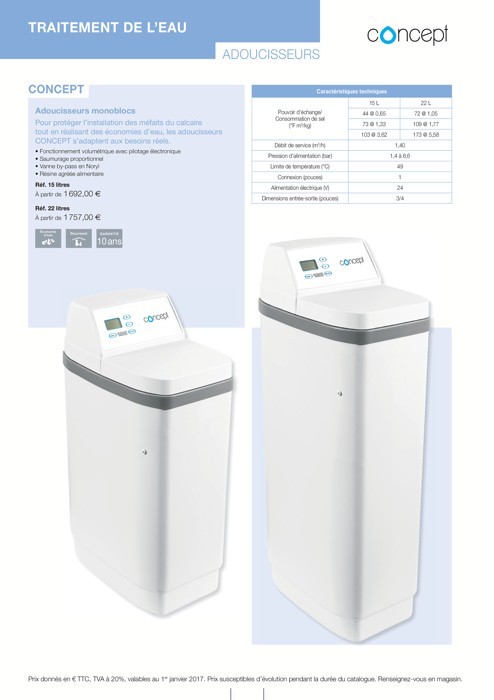 TRAITEMENT DE L'EAU
concept
ADOUCISSEURS
CONCEPT
Adoucisseurs monoblocs
Pour protéger l'installation des méfaits du calcaire
tout en réalisant des économies d'eau, les adoucisseurs
CONCEPT s'adaptent aux besoins réels.
• Fonctionnement volumétrique avec pilotage électronique
• Saumurage proportionnel
• Vanne by-pass en Noryl
• Résine agréée alimentaire
Réf. 15 litres
À partir de 1 692,00 €
Réf. 22 litres
À partir de 1 757,00 €
GARANTIE
10 ans
Caractéristiques techniques
15 L 22 L
Pouvoir d'échange/
Consommation de sel
(°F m³/kg)
44 @ 0,65 72 @ 1,05
73 @ 1,33 109 @ 1,77
103 @ 3,62 173 @ 5,58
Débit de service (m³/h) 1,40
Pression d'alimentation (bar) 1,4 à 8,6
Limite de température (°C) 49
Connexion (pouces) 1
Alimentation électrique (V) 24
Dimensions entrée-sortie (pouces) 3/4
concept
concept
Prix donnés en € TTC, TVA à 20%, valables au 1er janvier 2017. Prix susceptibles d'évolution pendant la durée du catalogue. Renseignez-vous en magasin.